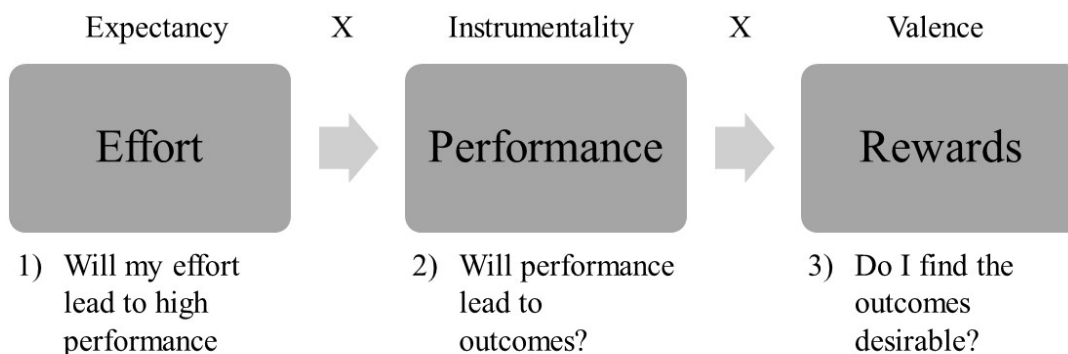 Expectancy X Instrumentality X Valence
Effort Performance Rewards
1) Will my effort
lead to high
performance
2) Will performance
lead to
outcomes?
3) Do I find the
outcomes
desirable?